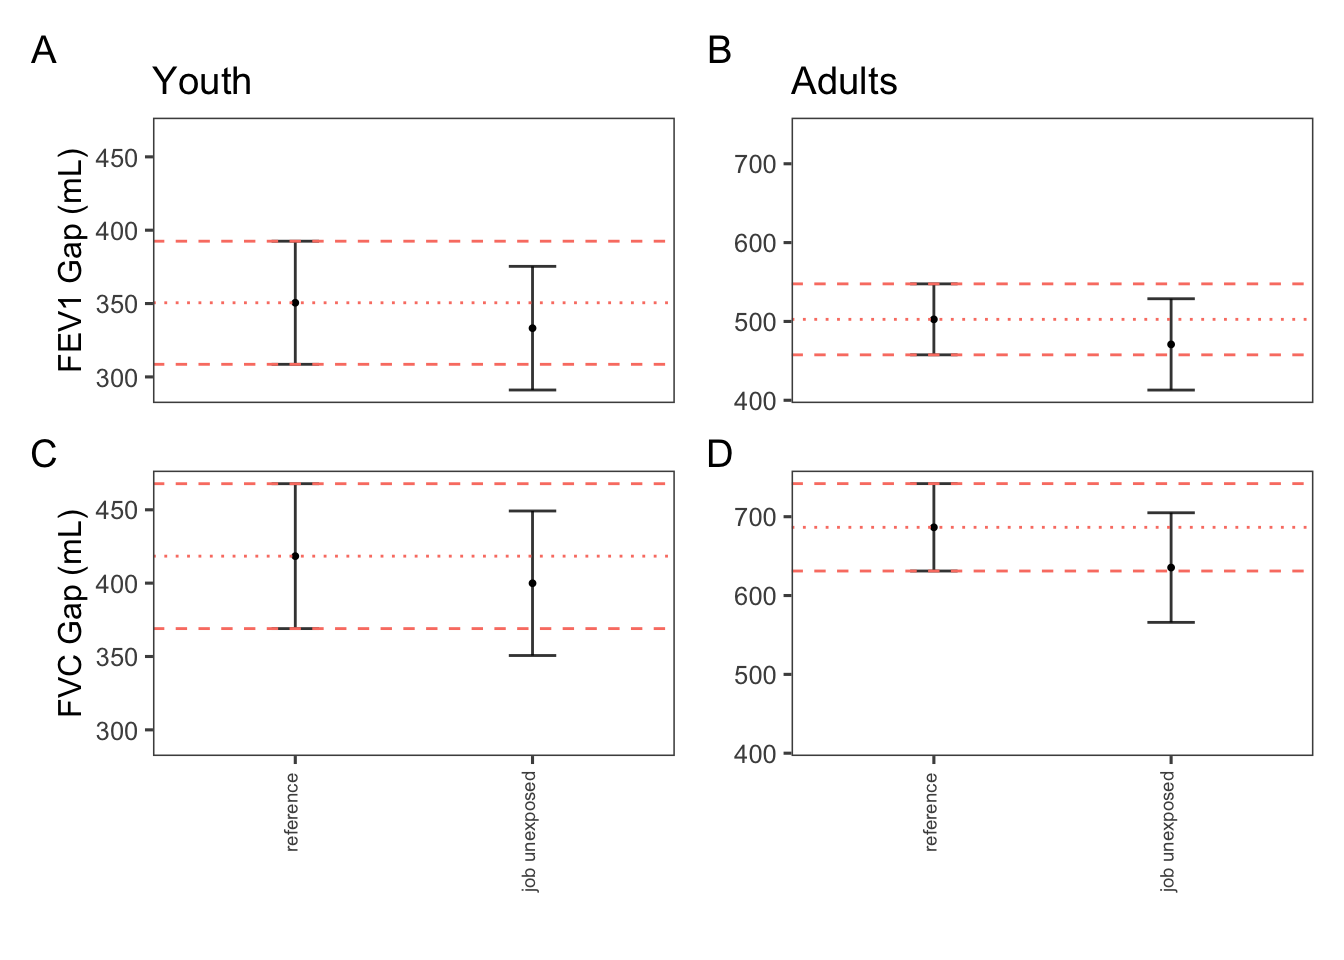 A
Youth
FEV1 Gap (mL)
450
400
350
300
B
Adults
700
600
500
400
C
FVC Gap (mL)
450
400
350
300
reference
job unexposed
D
700
600
500
400
reference
job unexposed